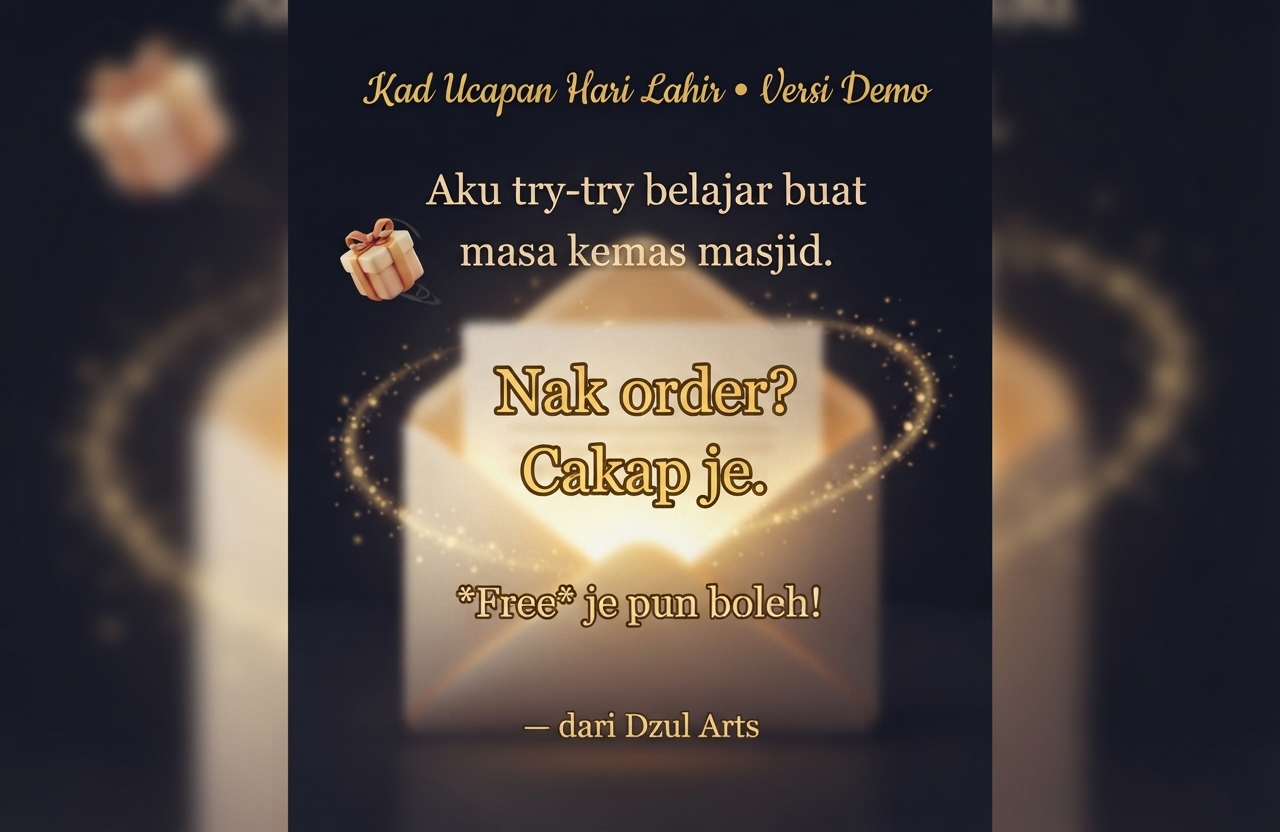 Kad Ucapan Hari Lahir • Versi Demo
Aku try-try belajar buat
masa kemas masjid.
Nak order?
Cakap je.
*Free* je pun boleh!
— dari Dzul Arts